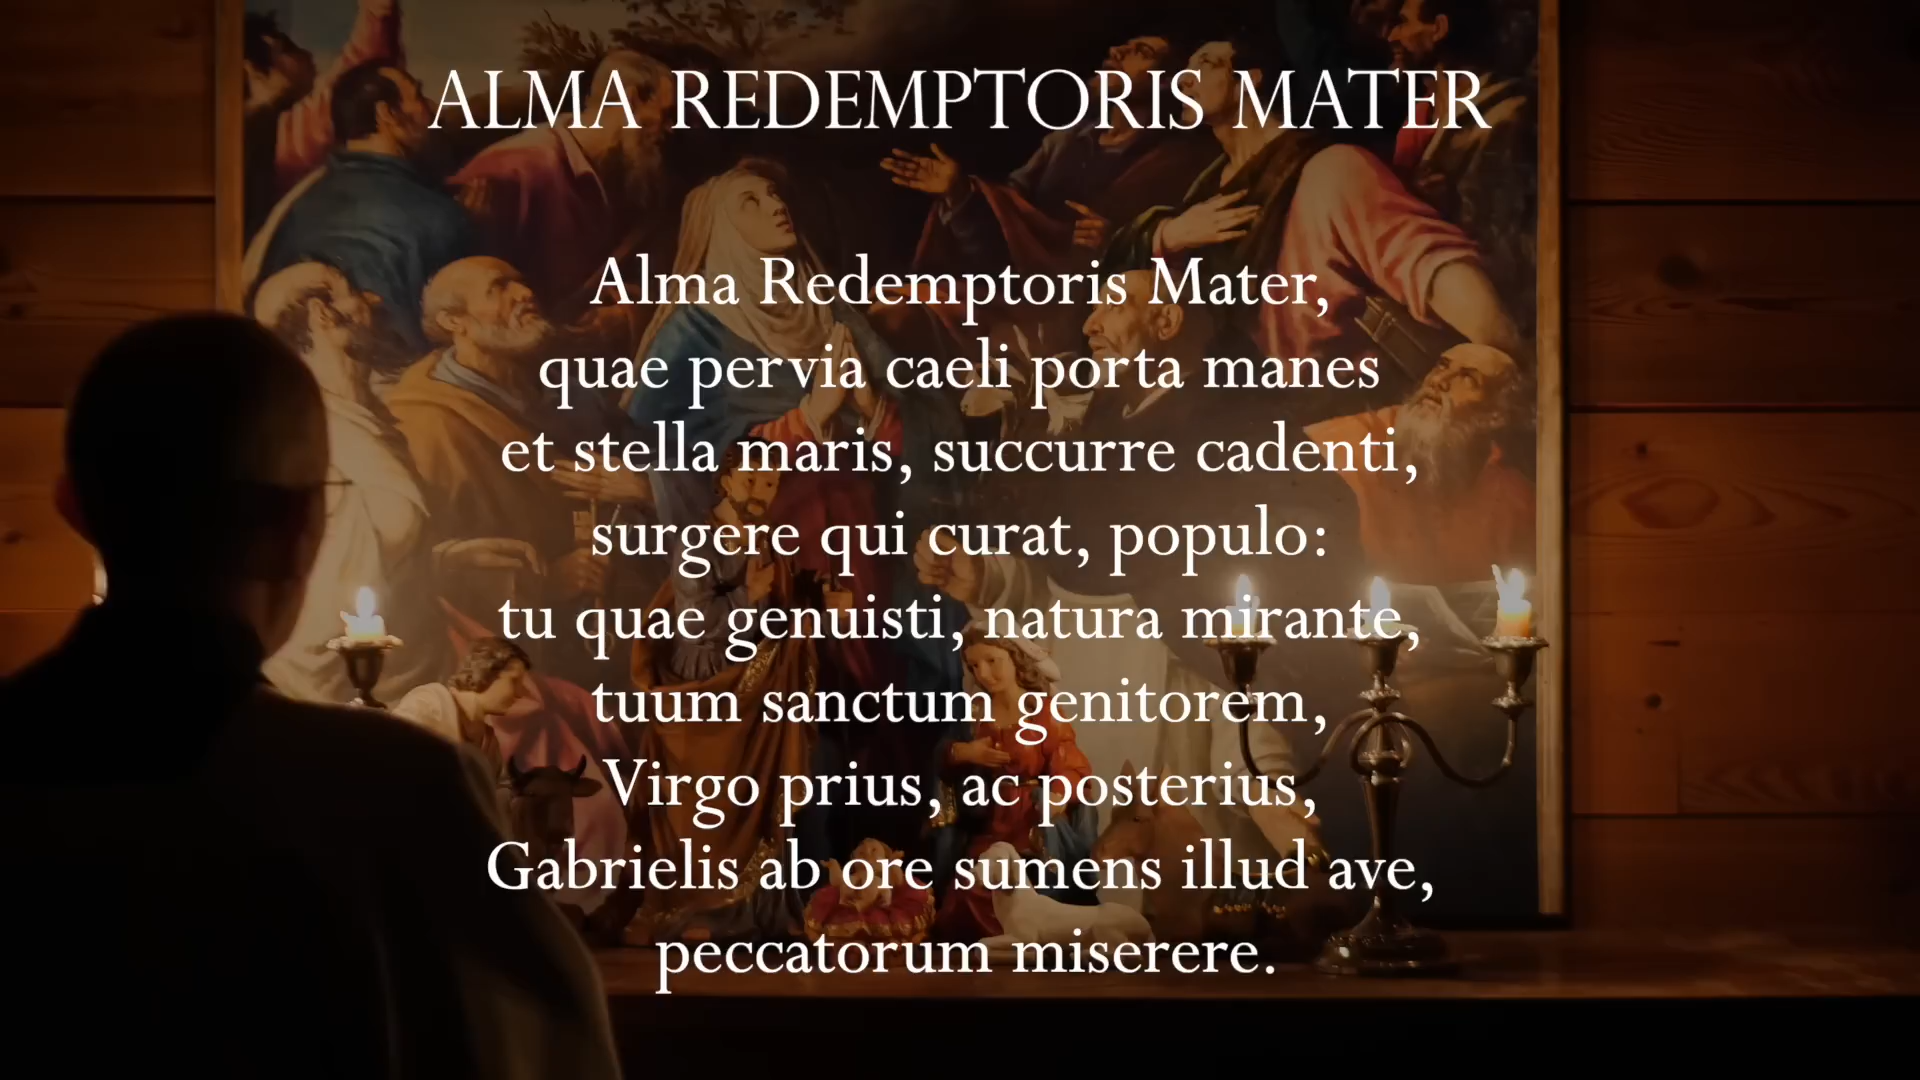 ALMA REDEMPTORIS MATER
Alma Redemptoris Mater,
quae pervia caeli porta manes
et stella maris, succurre cadenti,
surgere qui curat, populo:
tu quae genuisti, natura mirante,
tuum sanctum genitorem,
Virgo prius, ac posterius,
Gabrielis ab ore sumens illud ave,
peccatorum miserere.